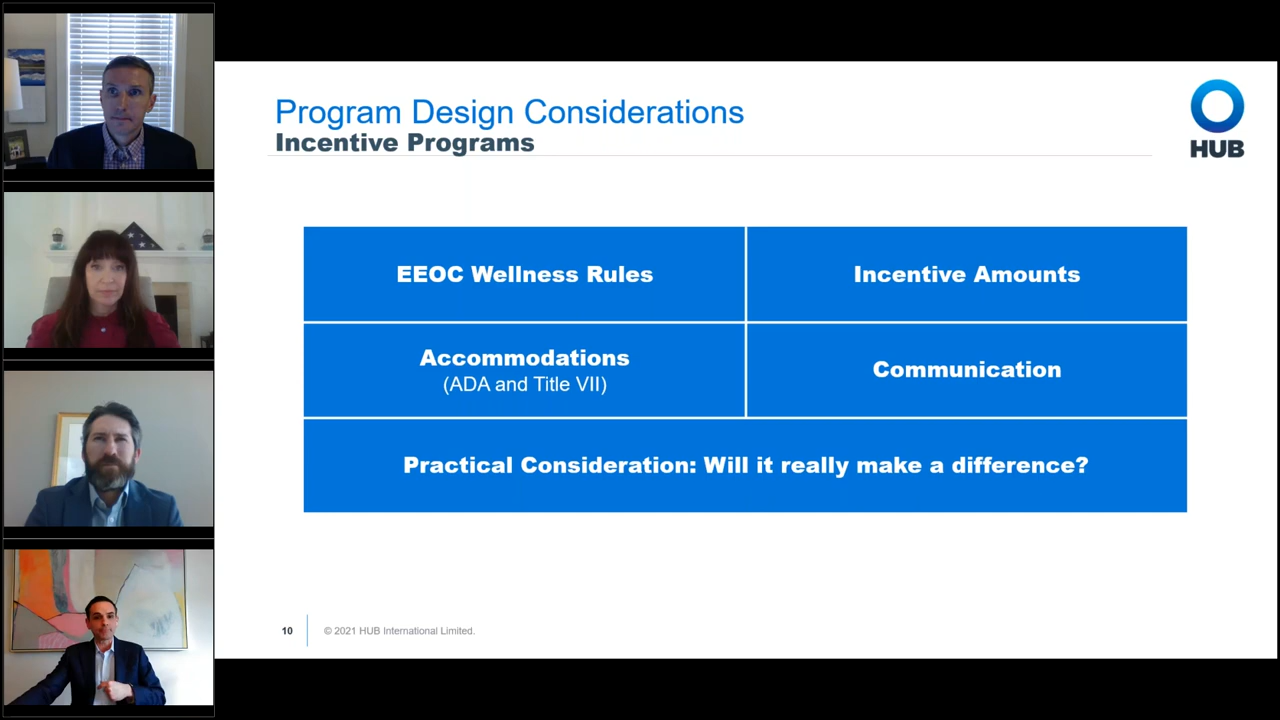 Program Design Considerations
Incentive Programs
HUB
EEOC Wellness Rules
Incentive Amounts
Accommodations
(ADA and Title VII)
Communication
Practical Consideration: Will it really make a difference?
10
© 2021 HUB International Limited.